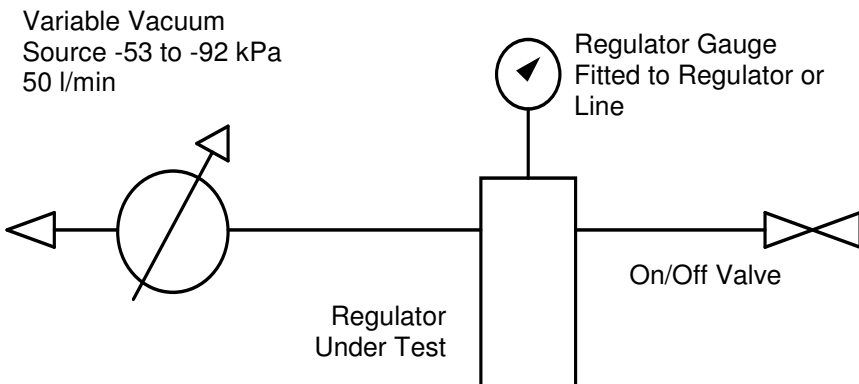 Variable Vacuum
Source -53 to -92 kPa
50 l/min
Regulator Gauge
Fitted to Regulator or
Line
On/Off Valve
Regulator
Under Test